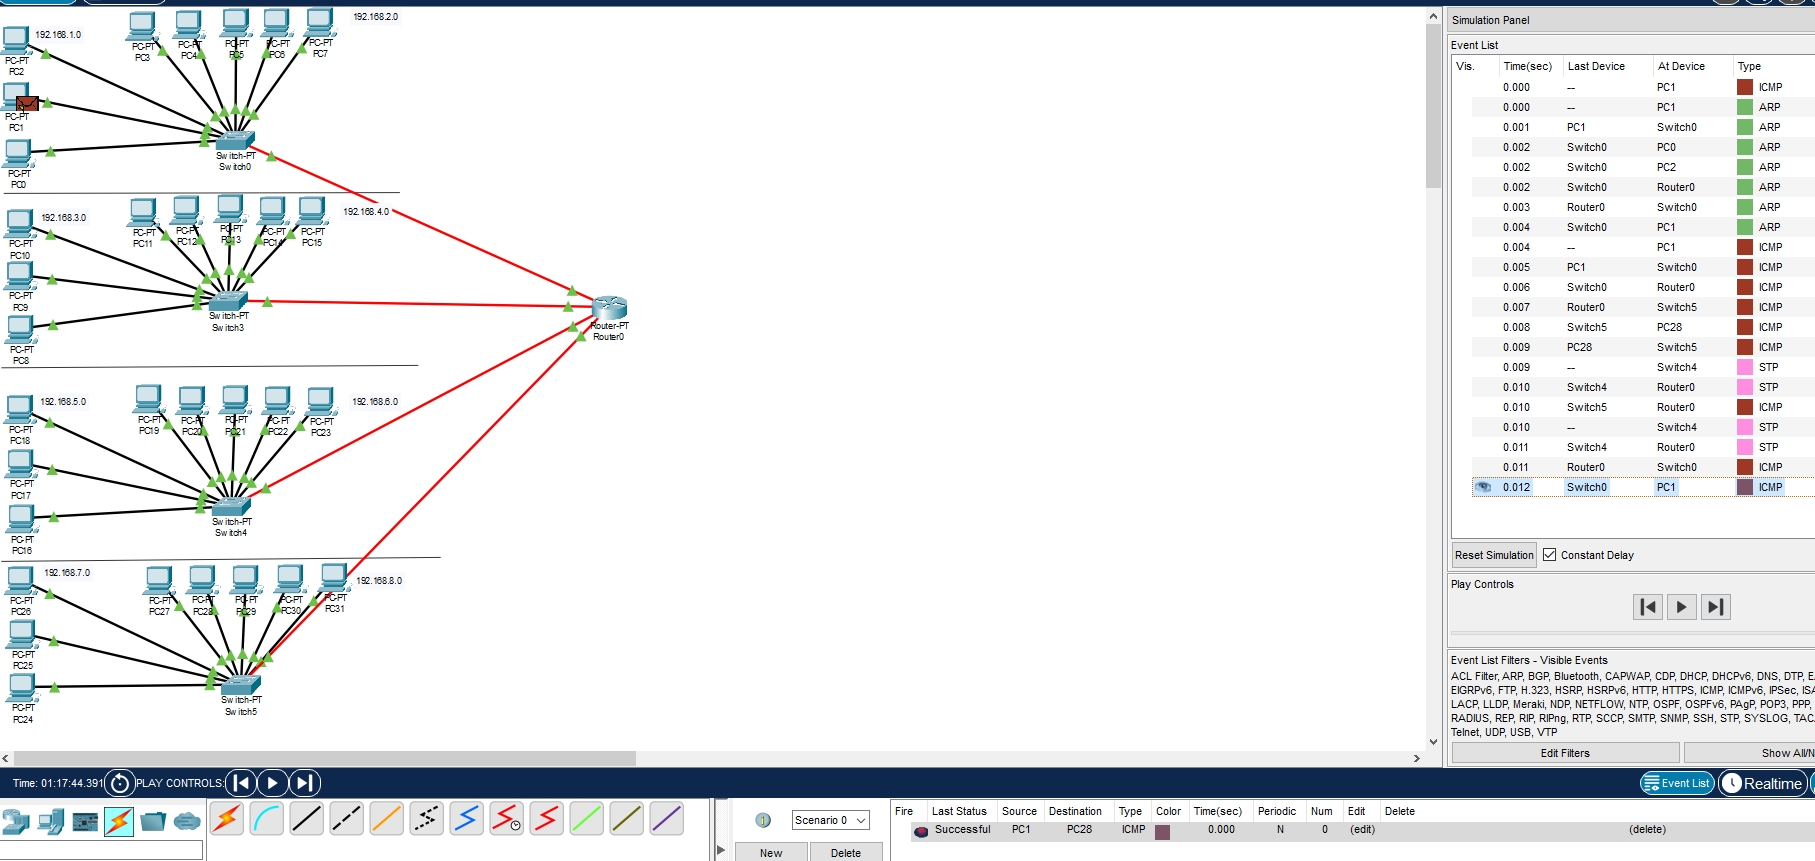 192.168.1.0
192.168.2.0
PC-PT
PC2
PC-PT
PC1
PC-PT
PC0
PC-PT
PC3
PC-PT
PC4
PC-PT
PC5
PC-PT
PC6
PC-PT
PC7
Switch-PT
Switch0
192.168.3.0
192.168.4.0
PC-PT
PC10
PC-PT
PC9
PC-PT
PC8
PC-PT
PC11
PC-PT
PC12
PC-PT
PC13
PC-PT
PC14
PC-PT
PC15
Switch-PT
Switch3
Router-PT
Router0
192.168.5.0
192.168.6.0
PC-PT
PC18
PC-PT
PC17
PC-PT
PC16
PC-PT
PC19
PC-PT
PC20
PC-PT
PC21
PC-PT
PC22
PC-PT
PC23
Switch-PT
Switch4
192.168.7.0
192.168.8.0
PC-PT
PC26
PC-PT
PC25
PC-PT
PC24
PC-PT
PC27
PC-PT
PC28
PC-PT
PC29
PC-PT
PC30
PC-PT
PC31
Switch-PT
Switch5
Simulation Panel
Event List
Vis. Time(sec) Last Device At Device Type
0.000 -- PC1 ICMP
0.000 -- PC1 ARP
0.001 PC1 Switch0 ARP
0.002 Switch0 PC0 ARP
0.002 Switch0 PC2 ARP
0.002 Switch0 Router0 ARP
0.003 Router0 Switch0 ARP
0.004 Switch0 PC1 ARP
0.004 -- PC1 ICMP
0.005 PC1 Switch0 ICMP
0.006 Switch0 Router0 ICMP
0.007 Router0 Switch5 ICMP
0.008 Switch5 PC28 ICMP
0.009 PC28 Switch5 ICMP
0.009 -- Switch4 STP
0.010 Switch4 Router0 STP
0.010 Switch5 Router0 ICMP
0.010 -- Switch4 STP
0.011 Switch4 Router0 STP
0.011 Router0 Switch0 ICMP
0.012 Switch0 PC1 ICMP
Reset Simulation Constant Delay
Play Controls
Event List Filters - Visible Events
ACL Filter, ARP, BGP, Bluetooth, CAPWAP, CDP, DHCP, DHCPv6, DNS, DTP,
EIGRPv6, FTP, H.323, HSRP, HSRPv6, HTTP, HTTPS, ICMP, ICMPv6, IPSec,
LACP, LLDP, Meraki, NDP, NETFLOW, NTP, OSPF, OSPFv6, PAgP, POP3, PPP,
RADIUS, REP, RIP, RIPng, RTP, SCCP, SMTP, SNMP, SSH, STP, SYSLOG, TAC
Telnet, UDP, USB, VTP
Edit Filters Show All/N
Time: 01:17:44.391 PLAY CONTROLS:
Event List Realtime
Scenario 0
New Delete
Fire Last Status Source Destination Type Color Time(sec) Periodic Num Edit Delete
Successful PC1 PC28 ICMP 0.000 N 0 (edit) (delete)